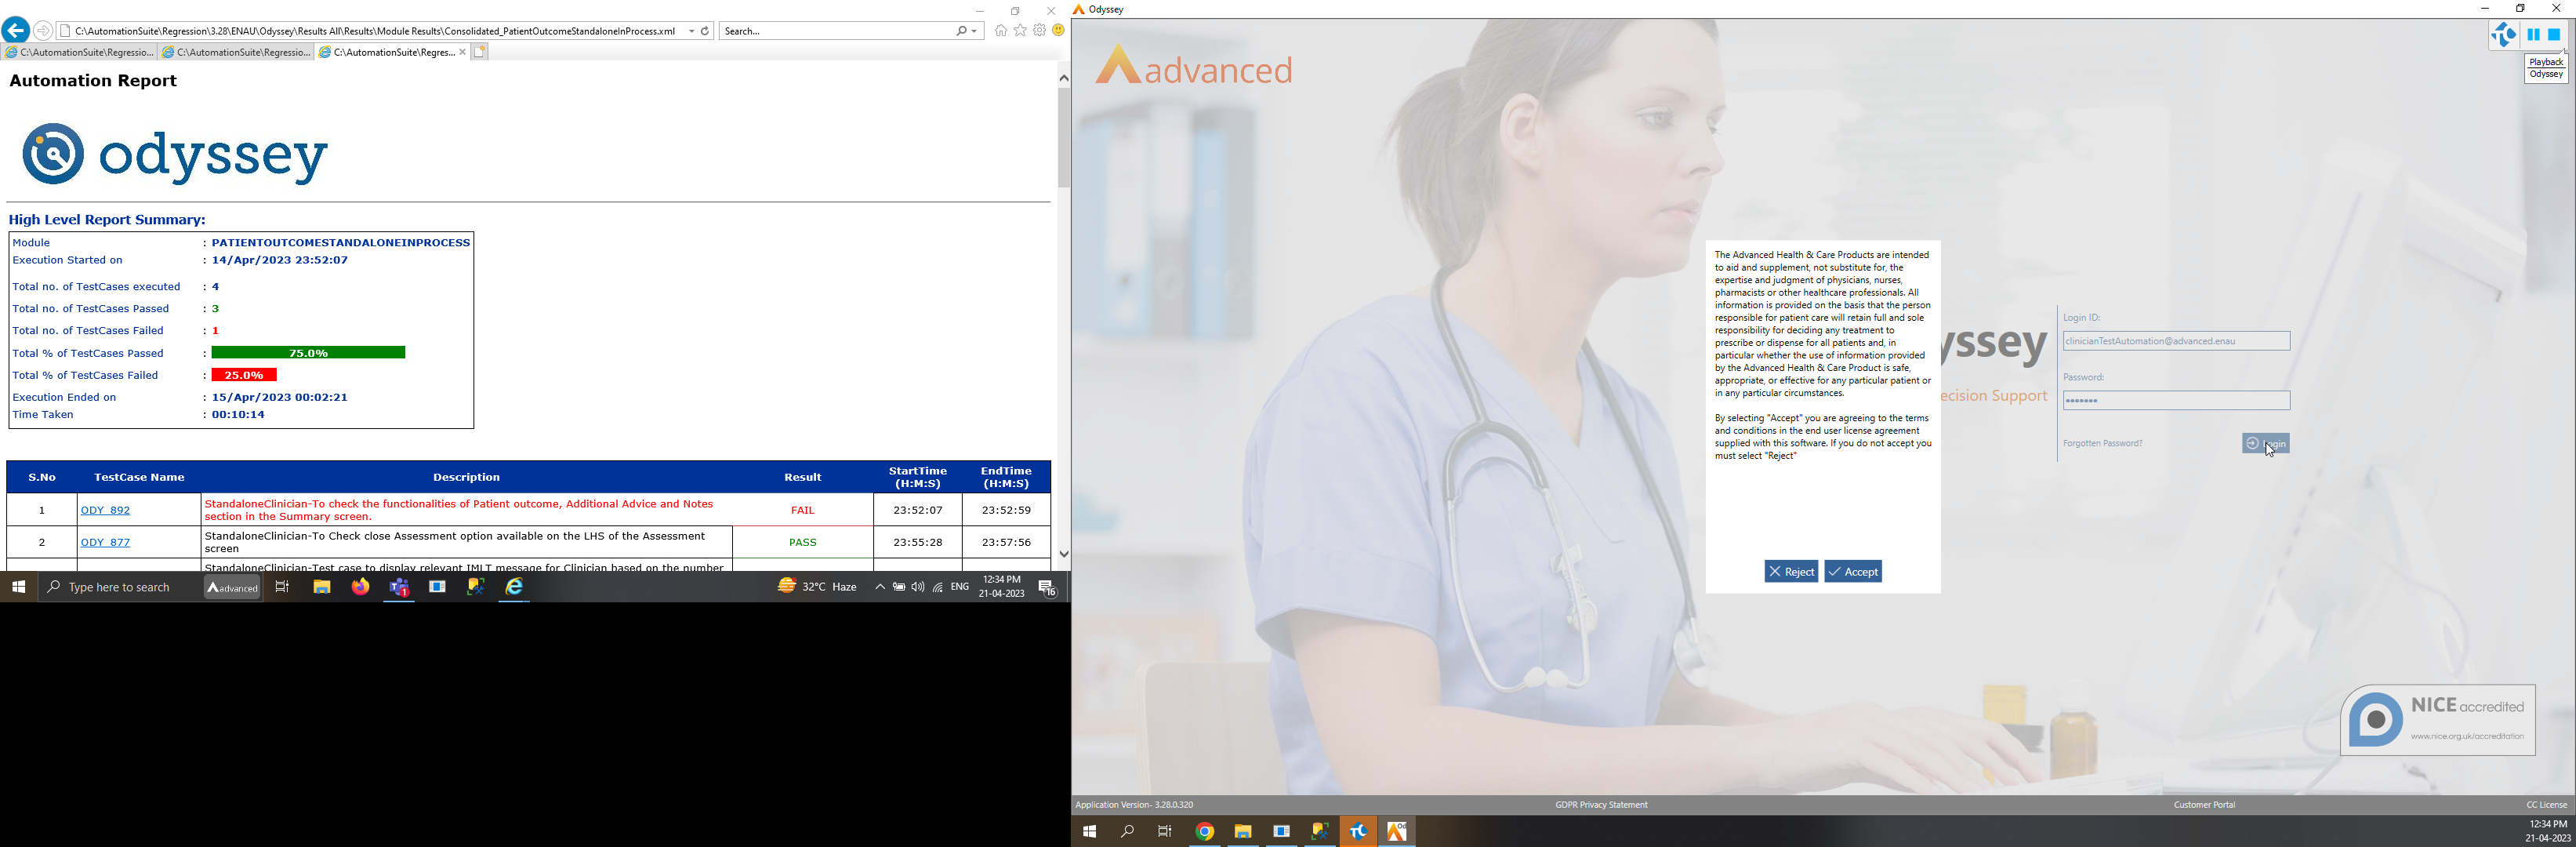 C:\AutomationSuite\Regression\3.28\ENAU\Odyssey\Results All\Results\Module Results\Consolidated_PatientOutcomeStandaloneInProcess.xml
Search...
C:\AutomationSuite\Regressio...
C:\AutomationSuite\Regressio...
C:\AutomationSuite\Regres...
Automation Report
odyssey
High Level Report Summary:
Module : PATIENTOUTCOMESTANDALONEINPROCESS
Execution Started on : 14/Apr/2023 23:52:07
Total no. of TestCases executed : 4
Total no. of TestCases Passed : 3
Total no. of TestCases Failed : 1
Total % of TestCases Passed : 75.0%
Total % of TestCases Failed : 25.0%
Execution Ended on : 15/Apr/2023 00:02:21
Time Taken : 00:10:14
S.No TestCase Name Description Result StartTime (H:M:S) EndTime (H:M:S)
1 ODY_892 StandaloneClinician-To check the functionalities of Patient outcome, Additional Advice and Notes
section in the Summary screen. FAIL 23:52:07 23:52:59
2 ODY_877 StandaloneClinician-To Check close Assessment option available on the LHS of the Assessment
screen PASS 23:55:28 23:57:56
StandaloneClinician-Test case to display relevant IMLT message for Clinician based on the number
Type here to search
advanced
32°C Haze
ENG
12:34 PM
21-04-2023
16
Odyssey
advanced
Playback
Odyssey
The Advanced Health & Care Products are intended
to aid and supplement, not substitute for, the
expertise and judgment of physicians, nurses,
pharmacists or other healthcare professionals. All
information is provided on the basis that the person
responsible for patient care will retain full and sole
responsibility for deciding any treatment to
prescribe or dispense for all patients and, in
particular whether the use of information provided
by the Advanced Health & Care Product is safe,
appropriate, or effective for any particular patient or
in any particular circumstances.
By selecting "Accept" you are agreeing to the terms
and conditions in the end user license agreement
supplied with this software. If you do not accept you
must select "Reject"
Reject
Accept
yssey
ecision Support
Login ID:
clinicianTestAutomation@advanced.enau
Password:
Forgotten Password?
Login
NICE accredited
www.nice.org.uk/accreditation
Application Version- 3.28.0.320
GDPR Privacy Statement
Customer Portal
CC License
12:34 PM
21-04-2023